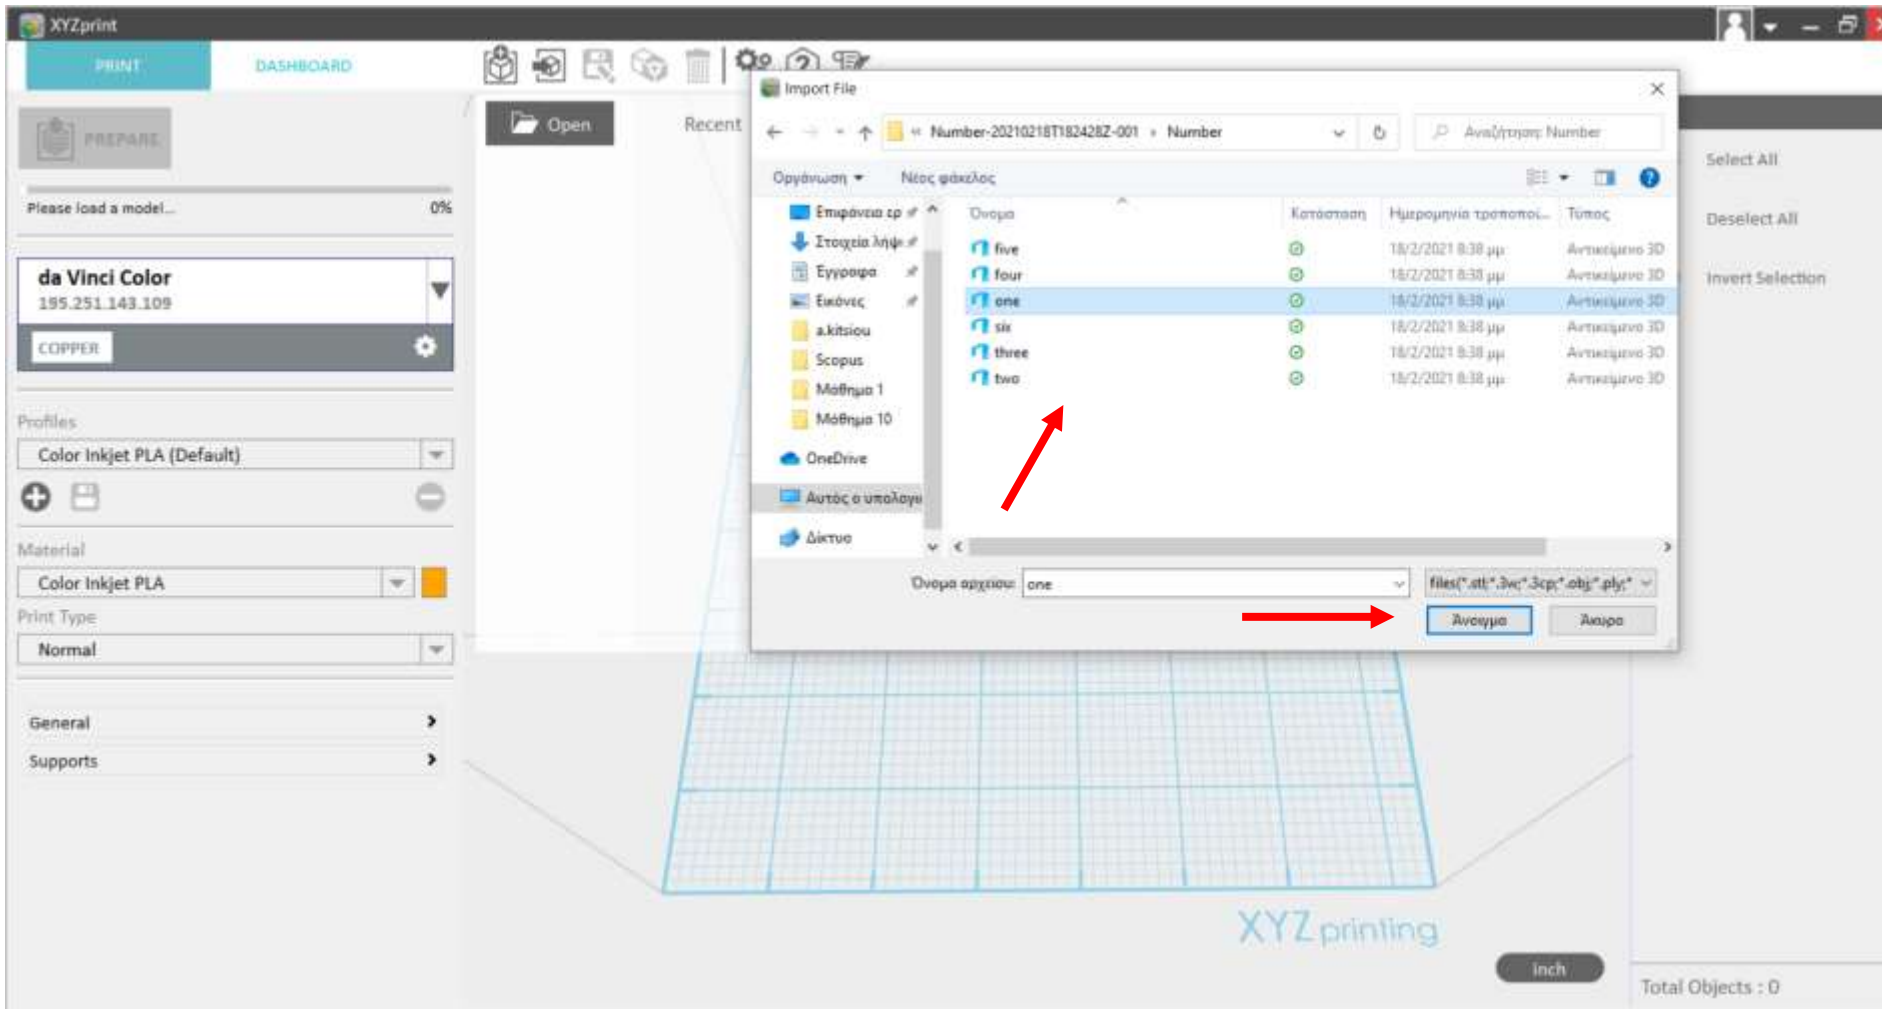 XYZprint
PRINT
DASHBOARD
PREPARE
Please load a model...
0%
da Vinci Color
195.251.143.109
COPPER
Profiles
Color Inkjet PLA (Default)
Material
Color Inkjet PLA
Print Type
Normal
General
Supports
Open
Recent
Import File
« Number-20210218T182428Z-001 » Number
Αναζήτηση: Number
Οργάνωση
Νέος φάκελος
Επιφάνεια ερ
Στοιχεία λήψ
Έγγραφα
Εικόνες
a.kitsiou
Scopus
Μάθημα 1
Μάθημα 10
OneDrive
Αυτός ο υπολογι
Δίκτυο
Όνομα Κατάσταση Ημερομηνία τροποποί... Τύπος
five 18/2/2021 8:38 μμ Αντικείμενο 3D
four 18/2/2021 8:38 μμ Αντικείμενο 3D
one 18/2/2021 8:38 μμ Αντικείμενο 3D
six 18/2/2021 8:38 μμ Αντικείμενο 3D
three 18/2/2021 8:38 μμ Αντικείμενο 3D
two 18/2/2021 8:38 μμ Αντικείμενο 3D
Όνομα αρχείου: one
files(*.stl;*.3w;*.3cp;*.obj;*.ply;*
Άνοιγμα
Άκυρο
Select All
Deselect All
Invert Selection
XYZprinting
inch
Total Objects : 0